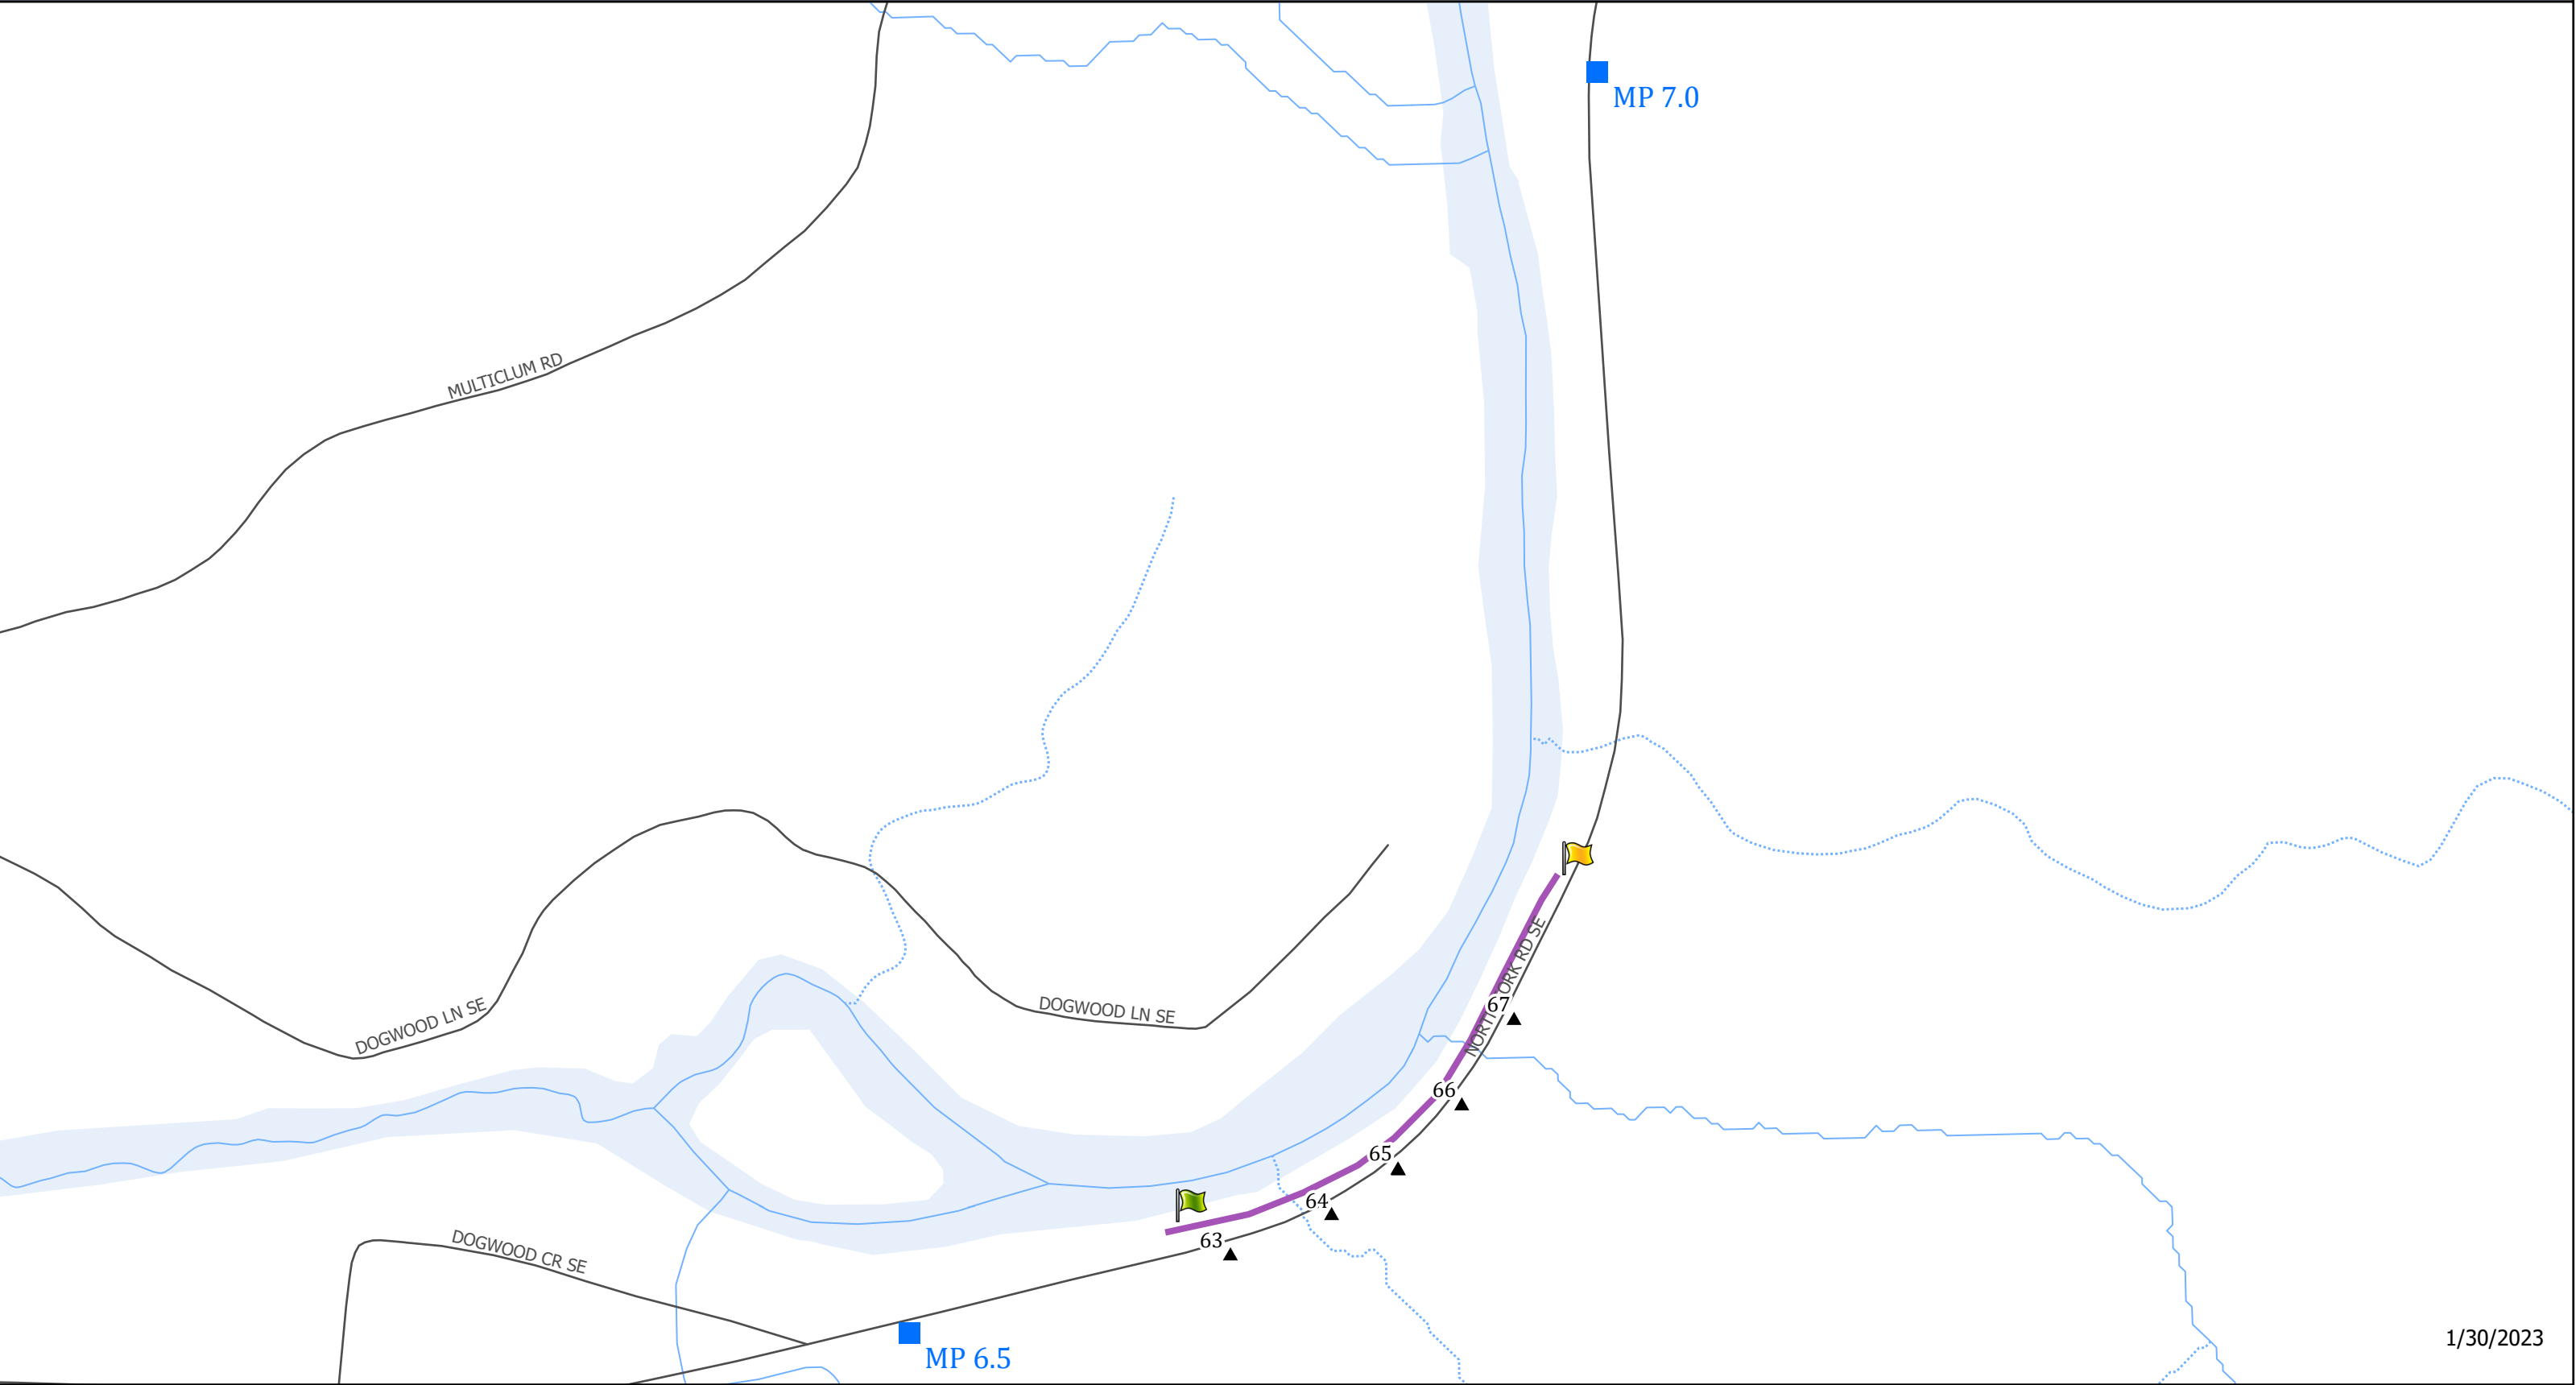 MP 7.0
MULTICLUM RD
NORTH FORK RD SE
DOGWOOD LN SE
DOGWOOD LN SE
67
66
65
64
63
DOGWOOD CR SE
MP 6.5
1/30/2023